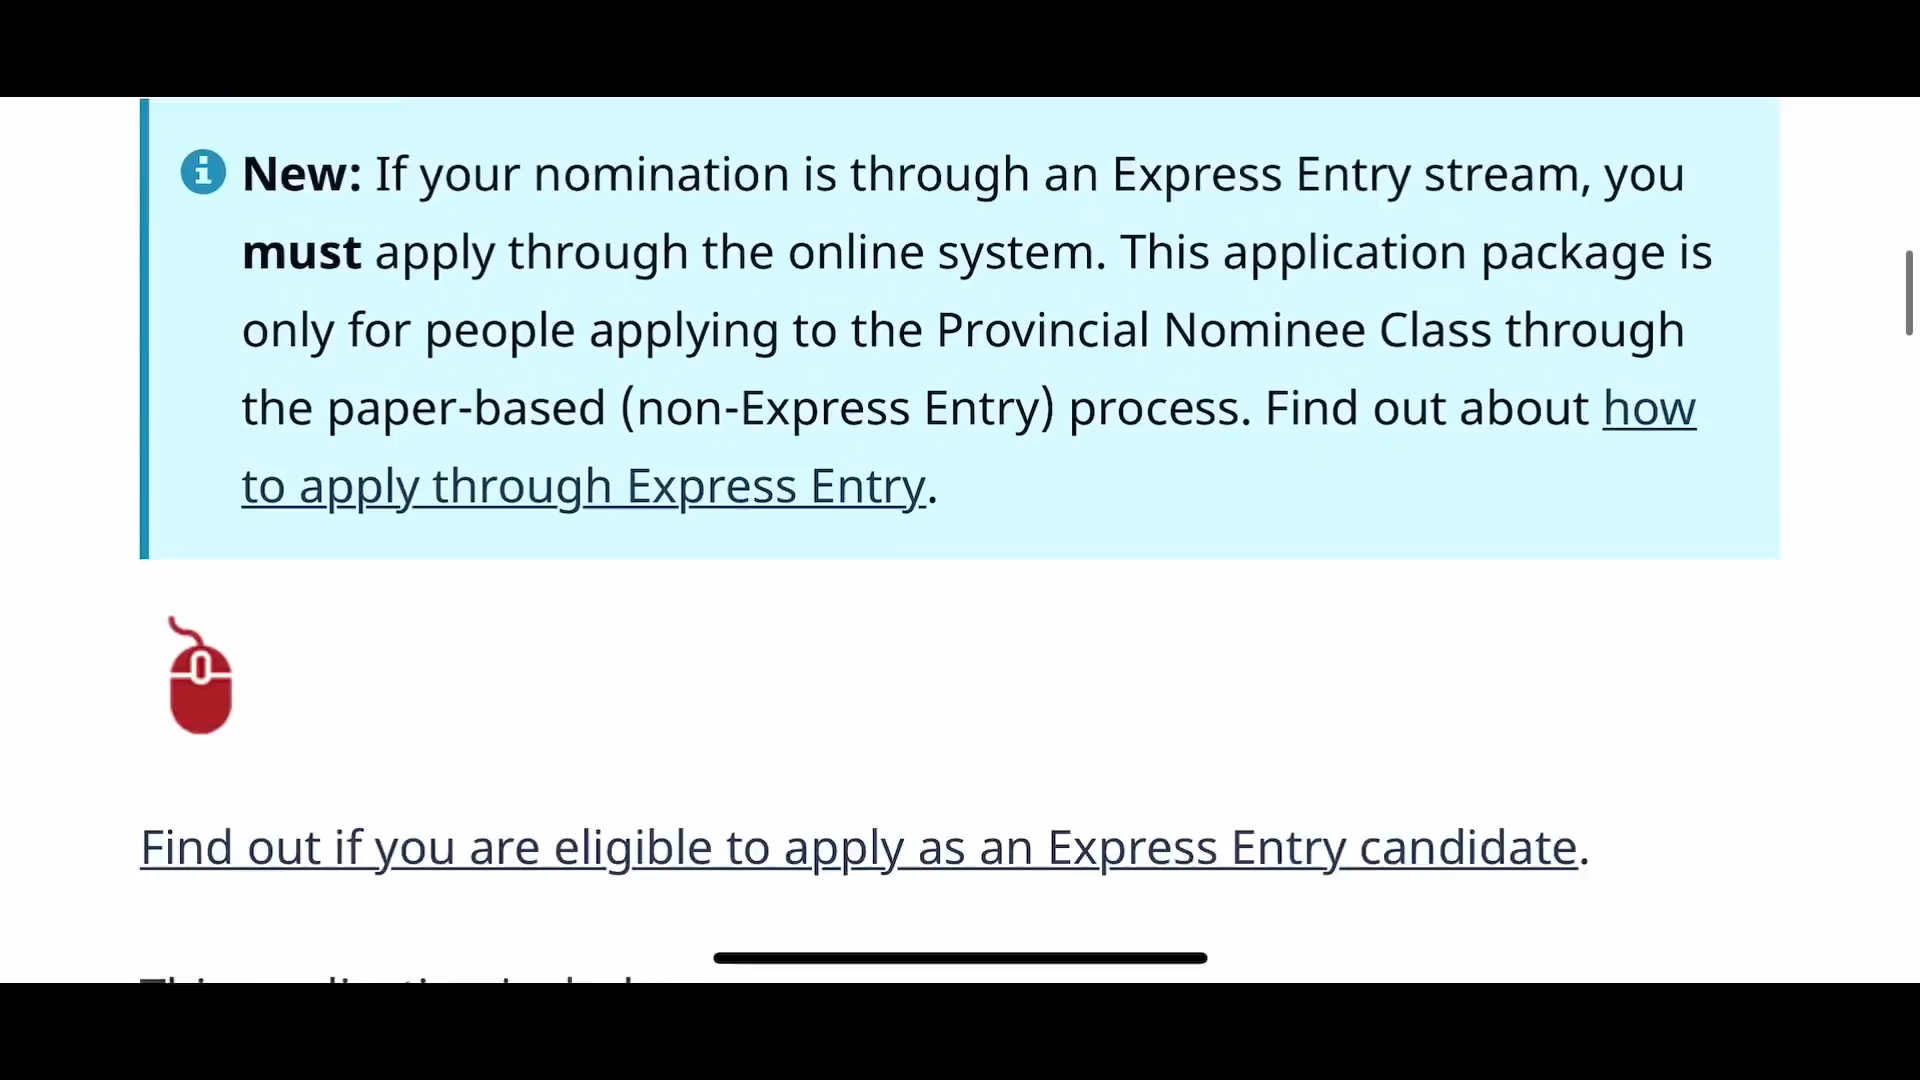 New: If your nomination is through an Express Entry stream, you
must apply through the online system. This application package is
only for people applying to the Provincial Nominee Class through
the paper-based (non-Express Entry) process. Find out about how
to apply through Express Entry.
Find out if you are eligible to apply as an Express Entry candidate.